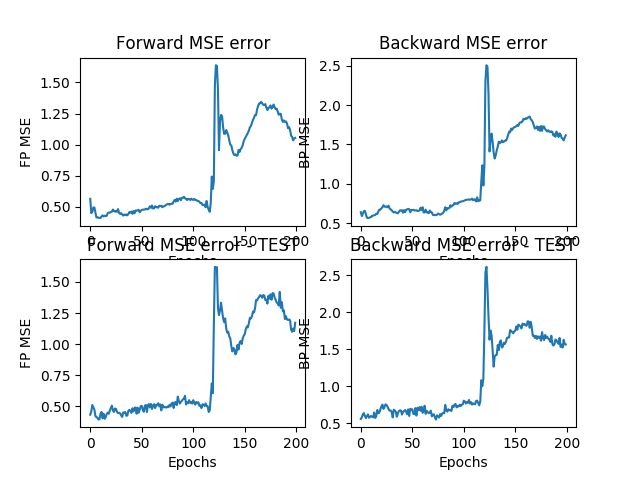 Forward MSE error
Backward MSE error
FP MSE
1.50
1.25
1.00
0.75
0.50
0 50 100 150 200
Epochs
BP MSE
2.5
2.0
1.5
1.0
0.5
0 50 100 150 200
Epochs
Forward MSE error - TEST
Backward MSE error - TEST
FP MSE
1.50
1.25
1.00
0.75
0.50
0 50 100 150 200
Epochs
BP MSE
2.5
2.0
1.5
1.0
0.5
0 50 100 150 200
Epochs